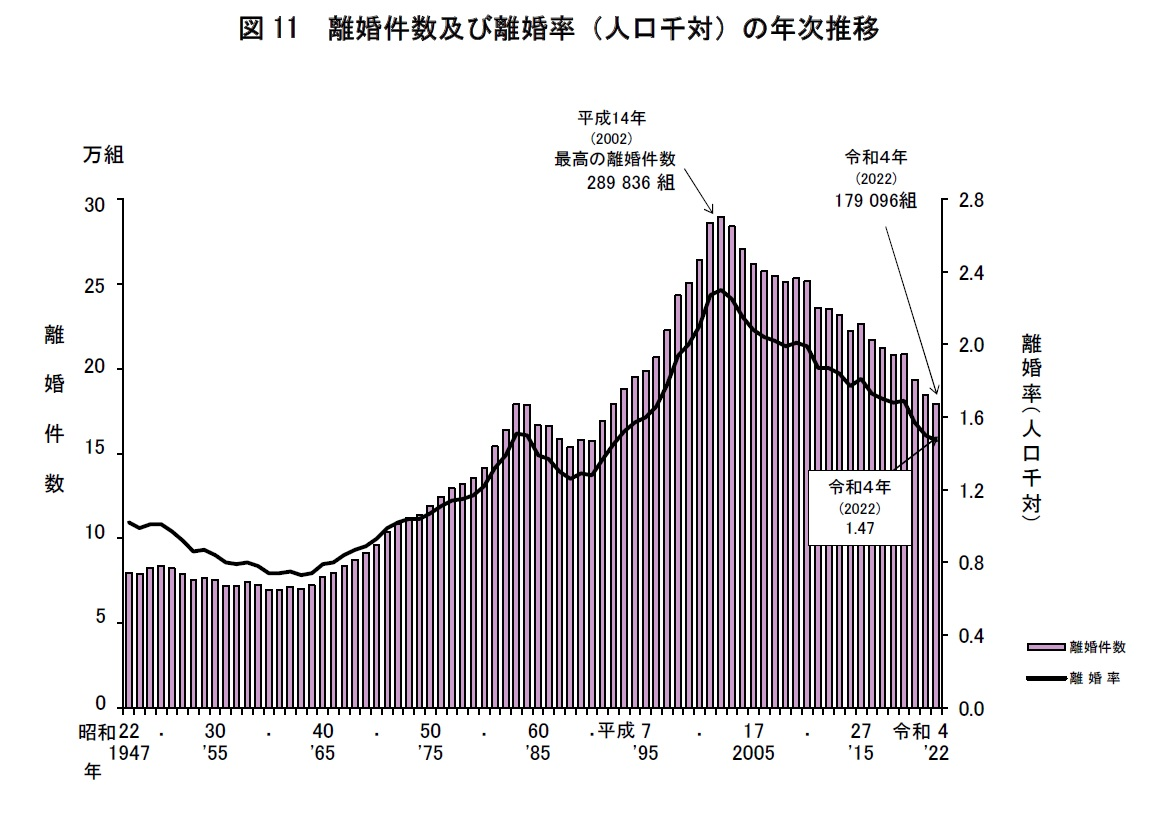 図 11　離婚件数及び離婚率（人口千対）の年次推移
平成14年
(2002)
最高の離婚件数
289 836 組
令和4年
(2022)
179 096組
万組
30
25
20
15
10
5
0
離婚件数
2.8
2.4
2.0
1.6
1.2
0.8
0.4
0.0
離婚率(人口千対)
令和4年
(2022)
1.47
離婚件数
離 婚 率
昭和22 ・ 30 ・ 40 ・ 50 ・ 60 ・平成 7 ・ 17 ・ 27 令和 4
1947 '55 '65 '75 '85 '95 2005 '15 '22
年